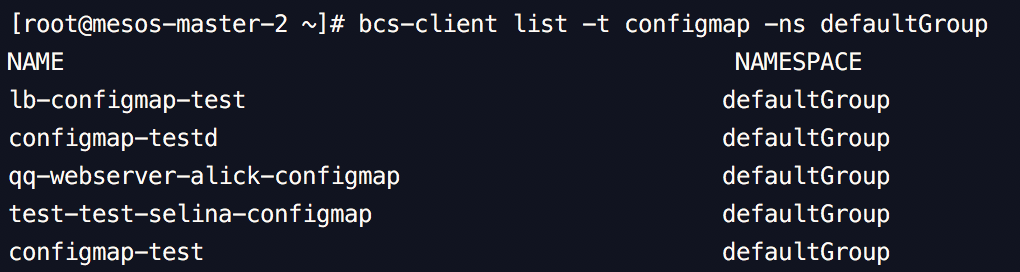 [root@mesos-master-2 ~]# bcs-client list -t configmap -ns defaultGroup
NAME NAMESPACE
lb-configmap-test defaultGroup
configmap-testd defaultGroup
qq-webserver-alick-configmap defaultGroup
test-test-selina-configmap defaultGroup
configmap-test defaultGroup